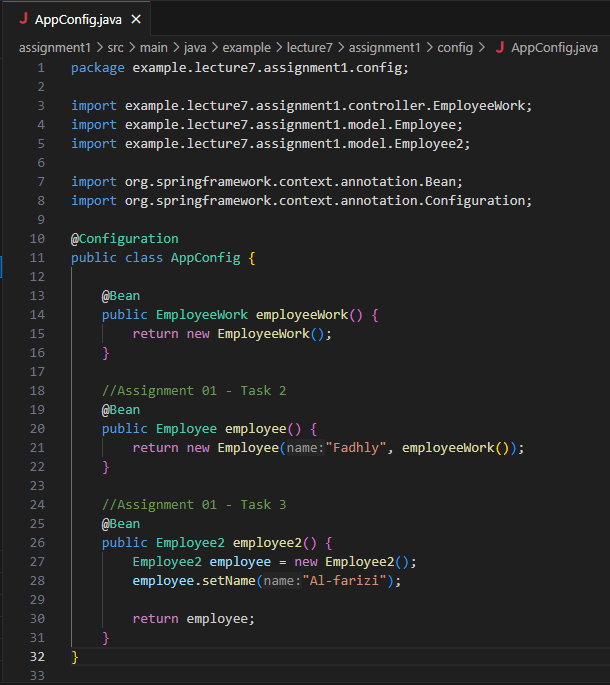 AppConfig.java
assignment1 > src > main > java > example > lecture7 > assignment1 > config > AppConfig.java
1 package example.lecture7.assignment1.config;
2
3 import example.lecture7.assignment1.controller.EmployeeWork;
4 import example.lecture7.assignment1.model.Employee;
5 import example.lecture7.assignment1.model.Employee2;
6
7 import org.springframework.context.annotation.Bean;
8 import org.springframework.context.annotation.Configuration;
9
10 @Configuration
11 public class AppConfig {
12
13     @Bean
14     public EmployeeWork employeeWork() {
15         return new EmployeeWork();
16     }
17
18     //Assignment 01 - Task 2
19     @Bean
20     public Employee employee() {
21         return new Employee(name:"Fadhly", employeeWork());
22     }
23
24     //Assignment 01 - Task 3
25     @Bean
26     public Employee2 employee2() {
27         Employee2 employee = new Employee2();
28         employee.setName(name:"Al-farizi");
29
30         return employee;
31     }
32 }
33